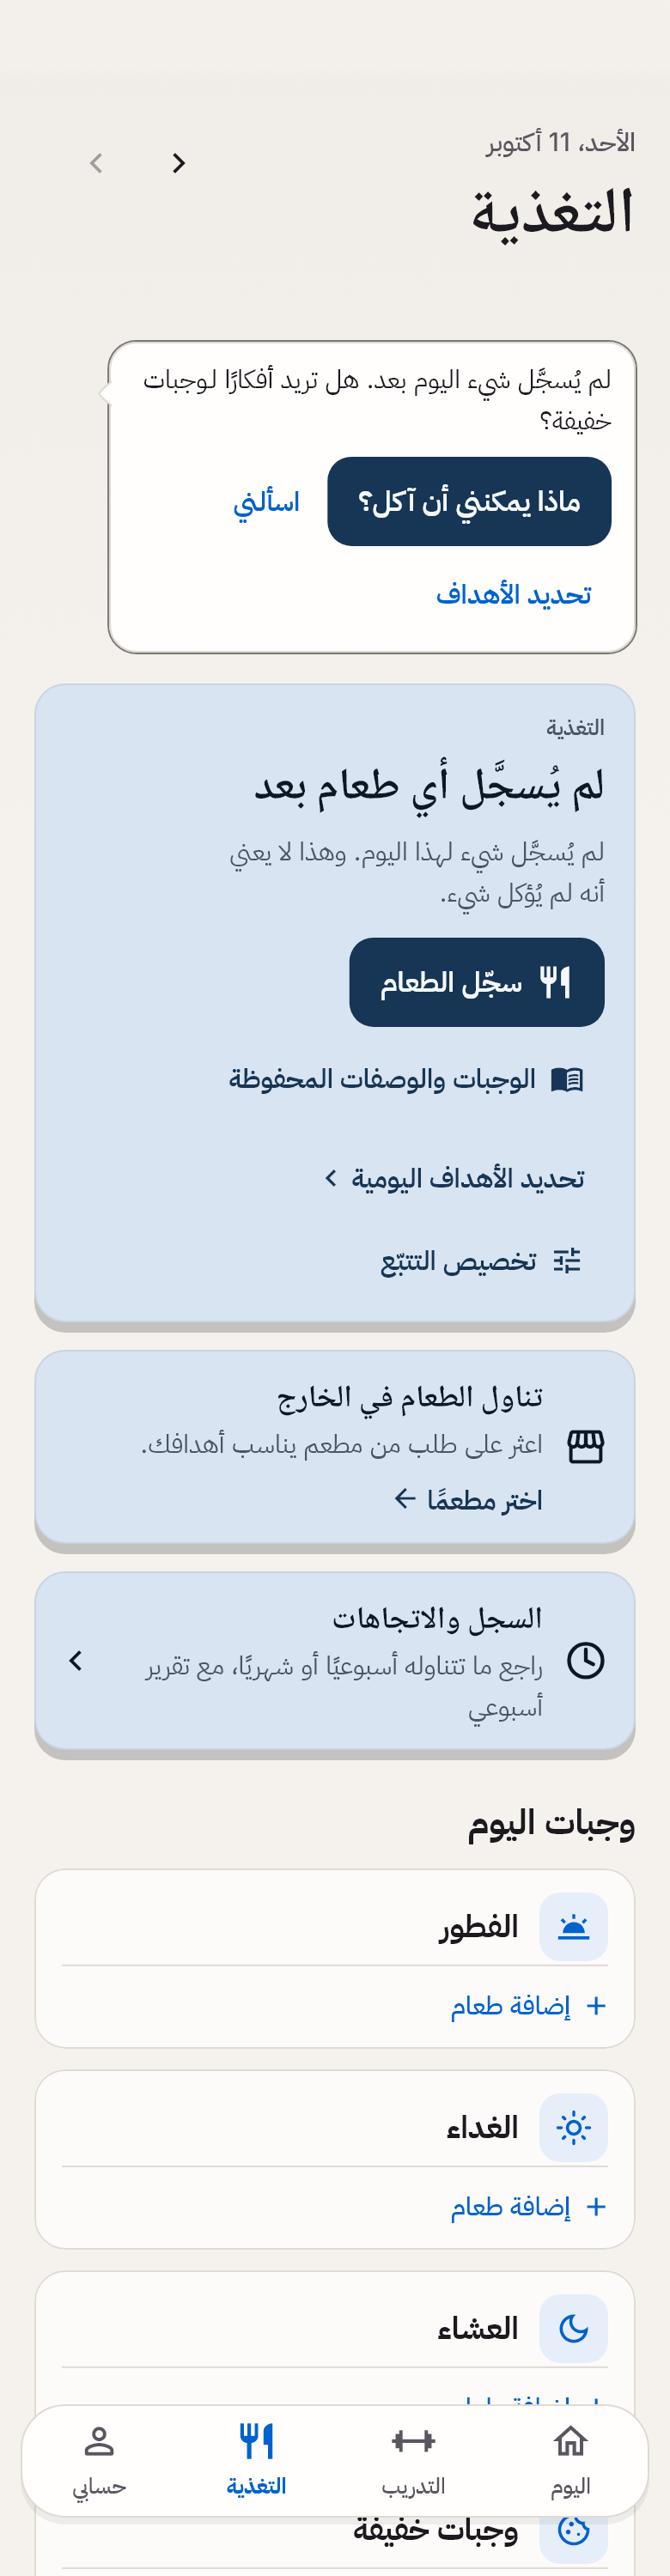 الأحد، 11 أكتوبر
التغذية
لم يُسجَّل شيء اليوم بعد. هل تريد أفكارًا لوجبات
خفيفة؟
ماذا يمكنني أن آكل؟
اسألني
تحديد الأهداف
التغذية
لم يُسجَّل أي طعام بعد
لم يُسجَّل شيء لهذا اليوم. وهذا لا يعني
أنه لم يُؤكل شيء.
سجّل الطعام
الوجبات والوصفات المحفوظة
تحديد الأهداف اليومية
تخصيص التتبّع
تناول الطعام في الخارج
اعثر على طلب من مطعم يناسب أهدافك.
اختر مطعمًا
السجل والاتجاهات
راجع ما تتناوله أسبوعيًا أو شهريًا، مع تقرير
أسبوعي
وجبات اليوم
الفطور
إضافة طعام
الغداء
إضافة طعام
العشاء
اليوم
التدريب
التغذية
حسابي
وجبات خفيفة